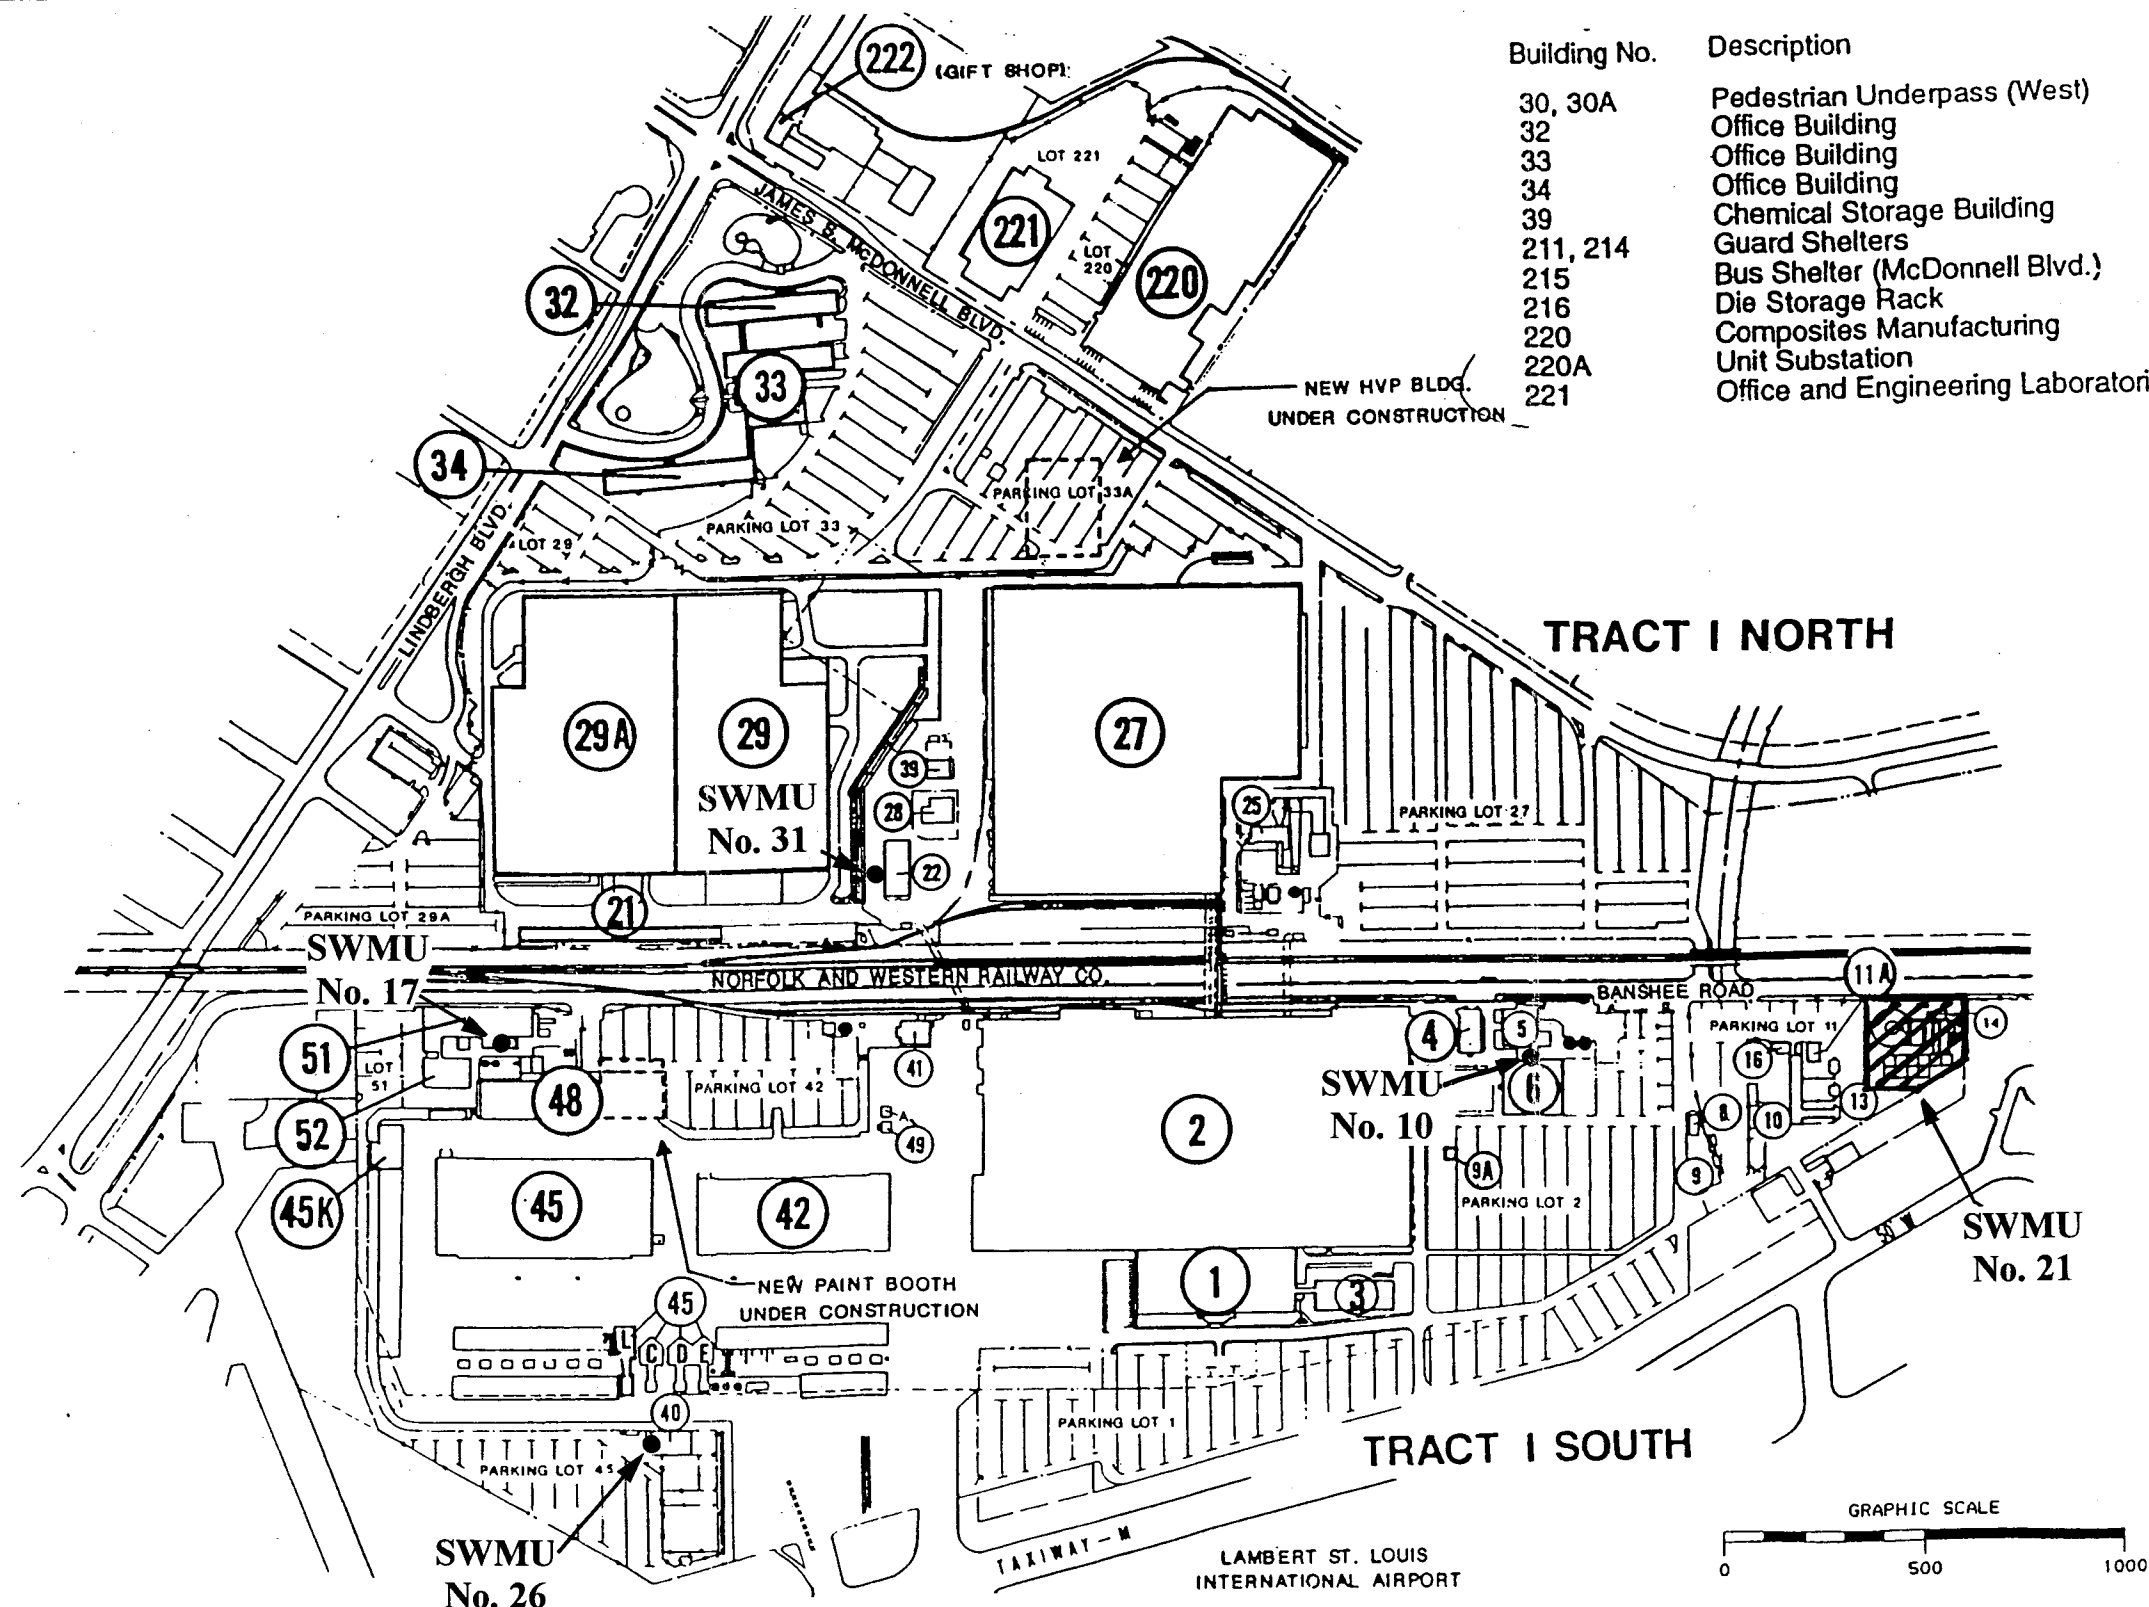 Building No. Description
30, 30A Pedestrian Underpass (West)
32 Office Building
33 Office Building
34 Office Building
39 Chemical Storage Building
211, 214 Guard Shelters
215 Bus Shelter (McDonnell Blvd.)
216 Die Storage Rack
220 Composites Manufacturing
220A Unit Substation
221 Office and Engineering Laboratori
222 (GIFT SHOP)
LOT 221
JAMES S. McDONNELL BLVD.
221
LOT
220
220
32
33
NEW HVP BLDG.
UNDER CONSTRUCTION
34
PARKING LOT 33A
PARKING LOT 33
LOT 29
LINDBERGH BLVD.
TRACT I NORTH
29A
29
27
39
SWMU
No. 31
28
25
PARKING LOT 27
22
21
PARKING LOT 29A
SWMU
No. 17
NORFOLK AND WESTERN RAILWAY CO.
BANSHEE ROAD
11A
4
5
PARKING LOT 11
14
51
LOT
51
41
16
PARKING LOT 42
SWMU
No. 10
6
48
52
A
49
2
8
10
13
9A
9
PARKING LOT 2
45K
45
42
SWMU
No. 21
NEW PAINT BOOTH
UNDER CONSTRUCTION
1
3
45
L
C D E
40
PARKING LOT 1
TRACT I SOUTH
PARKING LOT 45
SWMU
No. 26
TAXIWAY-M
LAMBERT ST. LOUIS
INTERNATIONAL AIRPORT
GRAPHIC SCALE
0 500 1000